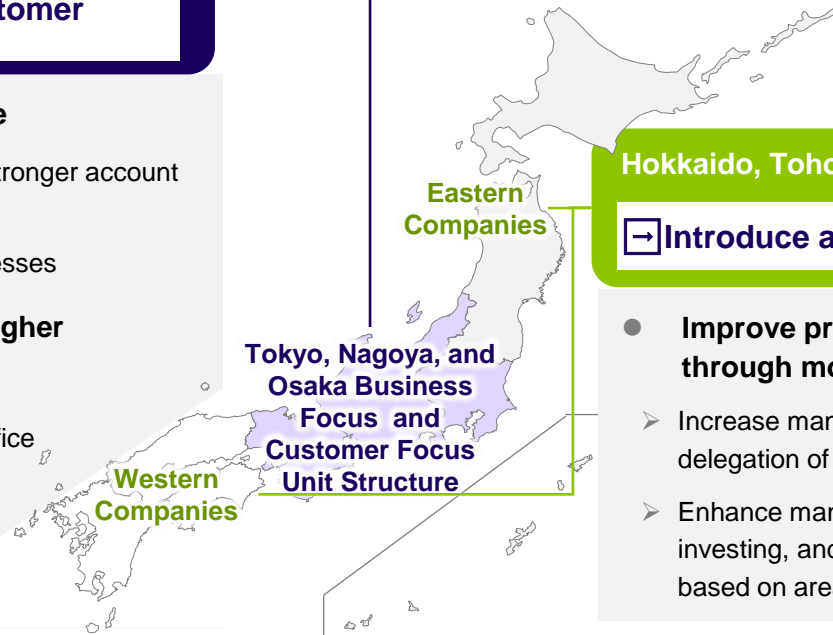 tomer
e
tronger account
esses
gher
fice
Eastern
Companies
Tokyo, Nagoya, and
Osaka Business
Focus and
Customer Focus
Unit Structure
Western
Companies
Hokkaido, Toho
→Introduce a
● Improve pr
through mo
➢ Increase mar
delegation of
➢ Enhance mar
investing, and
based on are